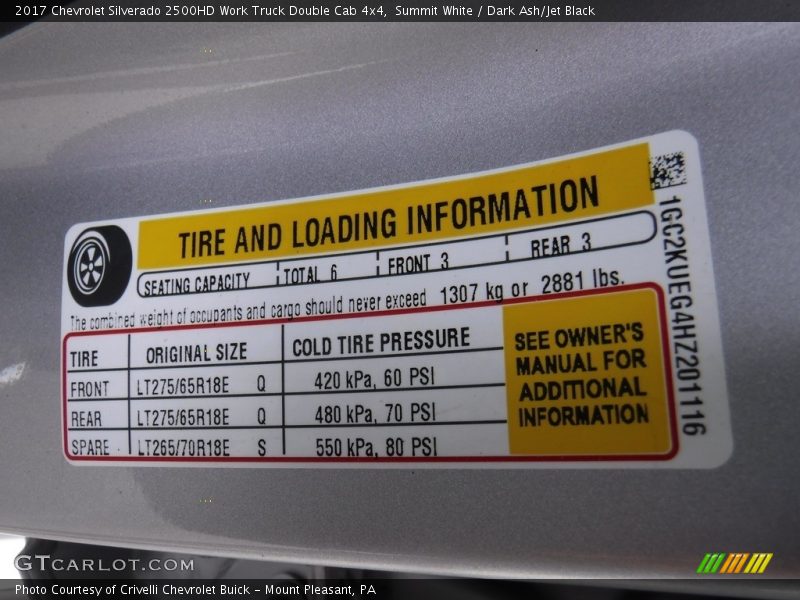 2017 Chevrolet Silverado 2500HD Work Truck Double Cab 4x4, Summit White / Dark Ash/Jet Black
TIRE AND LOADING INFORMATION
SEATING CAPACITY TOTAL 6 FRONT 3 REAR 3
The combined weight of occupants and cargo should never exceed 1307 kg or 2881 lbs.
TIRE ORIGINAL SIZE COLD TIRE PRESSURE
FRONT LT275/65R18E Q 420 kPa, 60 PSI
REAR LT275/65R18E Q 480 kPa, 70 PSI
SPARE LT265/70R18E S 550 kPa, 80 PSI
SEE OWNER'S
MANUAL FOR
ADDITIONAL
INFORMATION
1GC2KUEG4HZ201116
GTCARLOT.COM
Photo Courtesy of Crivelli Chevrolet Buick - Mount Pleasant, PA